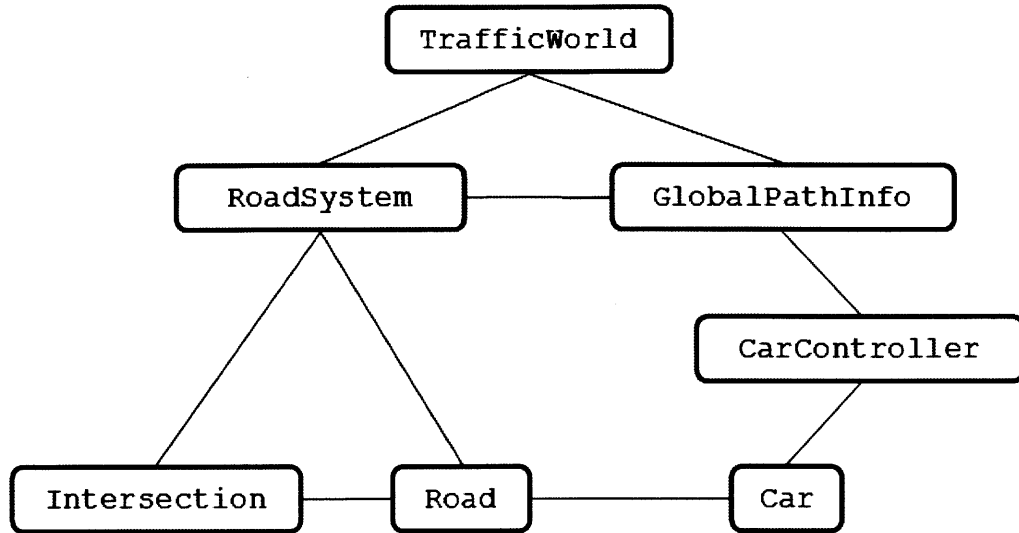 TrafficWorld
RoadSystem
GlobalPathInfo
CarController
Intersection
Road
Car